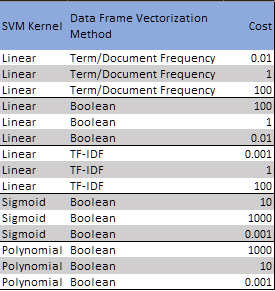 SVM Kernel Data Frame Vectorization Method Cost
Linear Term/Document Frequency 0.01
Linear Term/Document Frequency 1
Linear Term/Document Frequency 100
Linear Boolean 100
Linear Boolean 1
Linear Boolean 0.01
Linear TF-IDF 0.001
Linear TF-IDF 1
Linear TF-IDF 100
Sigmoid Boolean 10
Sigmoid Boolean 1000
Sigmoid Boolean 0.001
Polynomial Boolean 1000
Polynomial Boolean 10
Polynomial Boolean 0.001